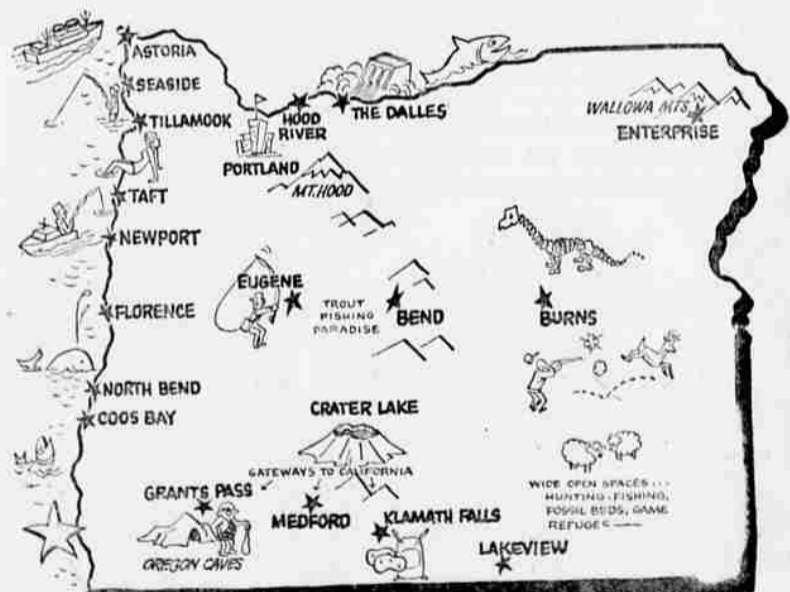 ASTORIA
SEASIDE
TILLAMOOK
HOOD
RIVER
THE DALLES
WALLOWA MTS.
ENTERPRISE
PORTLAND
MT. HOOD
TAFT
NEWPORT
EUGENE
TROUT
FISHING
PARADISE
BEND
BURNS
FLORENCE
NORTH BEND
COOS BAY
CRATER LAKE
GATEWAYS TO CALIFORNIA
GRANTS PASS
MEDFORD
KLAMATH FALLS
OREGON CAVES
LAKEVIEW
WIDE OPEN SPACES ...
HUNTING-FISHING,
FOSSIL BEDS, GAME
REFUGES ——